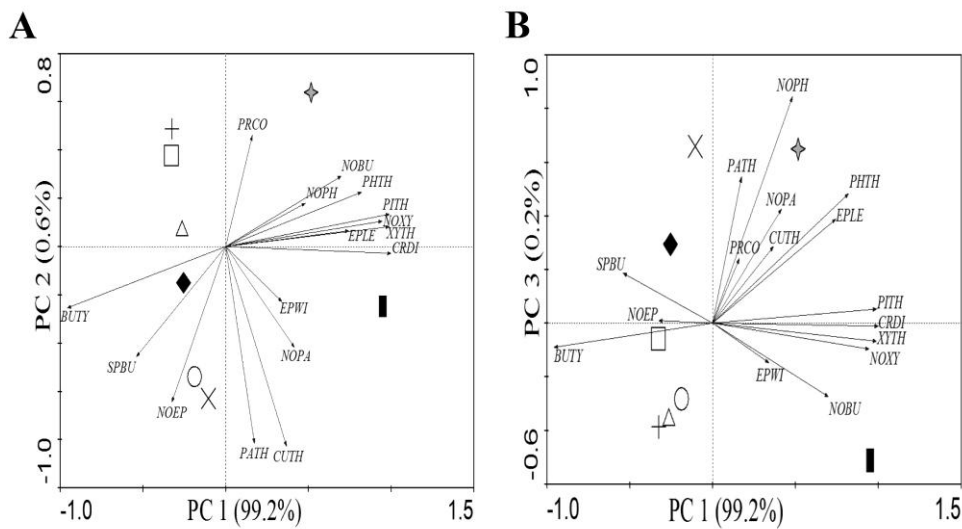 A
0.8
PC 2 (0.6%)
-1.0
PRCO
NOBU
PHTH
NOPH
PITH
NOXY
XYTH
EPLE
CRDI
EPWI
BUTY
NOPA
SPBU
NOEP
PATH
CUTH
-1.0
PC 1 (99.2%)
1.5
B
1.0
PC 3 (0.2%)
-0.6
NOPH
PATH
PHTH
NOPA
EPLE
CUTH
PRCO
SPBU
PITH
NOEP
CRDI
XYTH
BUTY
NOXY
EPWI
NOBU
-1.0
PC 1 (99.2%)
1.5